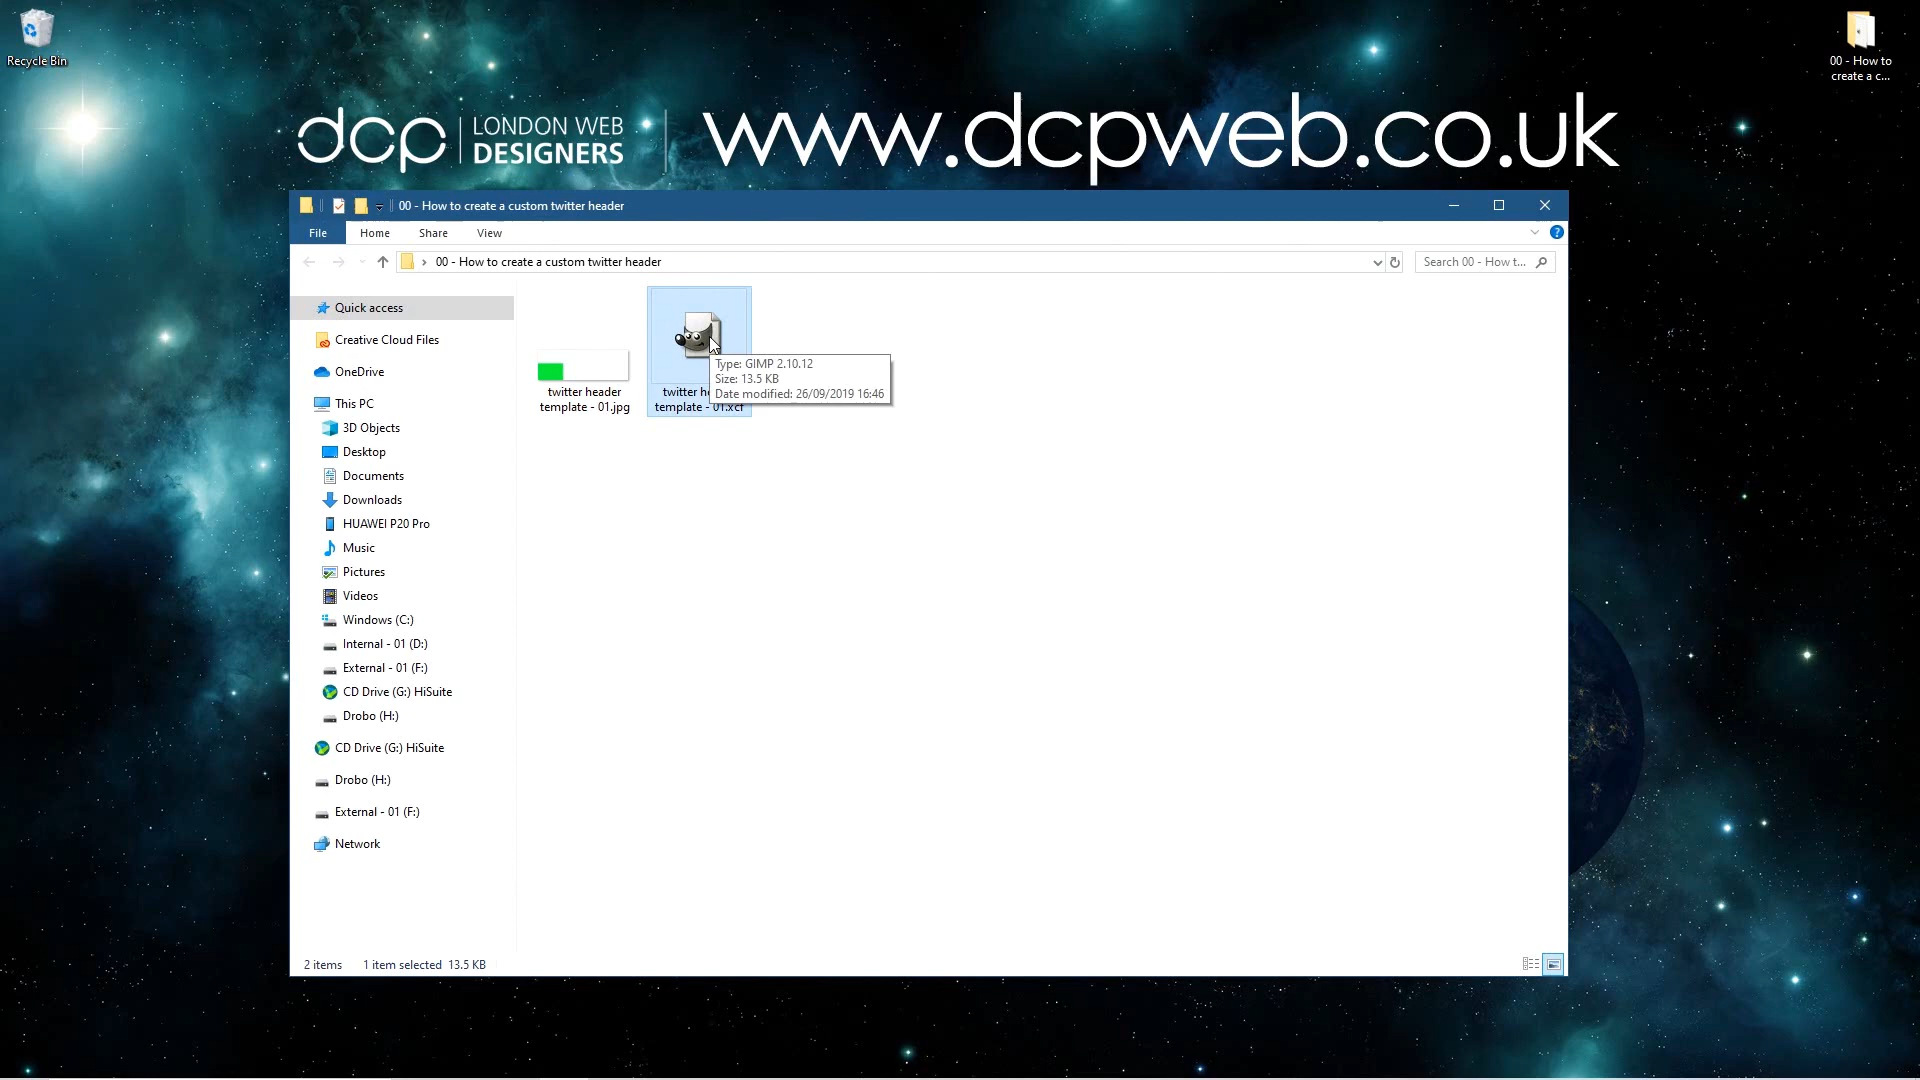 Recycle Bin
00 - How to
create a c...
dcp
LONDON WEB
DESIGNERS
www.dcpweb.co.uk
00 - How to create a custom twitter header
File
Home
Share
View
00 - How to create a custom twitter header
Search 00 - How t...
Quick access
Creative Cloud Files
OneDrive
This PC
3D Objects
Desktop
Documents
Downloads
HUAWEI P20 Pro
Music
Pictures
Videos
Windows (C:)
Internal - 01 (D:)
External - 01 (F:)
CD Drive (G:) HiSuite
Drobo (H:)
CD Drive (G:) HiSuite
Drobo (H:)
External - 01 (F:)
Network
twitter header
template - 01.jpg
twitter he
template - 01.xcf
Type: GIMP 2.10.12
Size: 13.5 KB
Date modified: 26/09/2019 16:46
2 items
1 item selected 13.5 KB